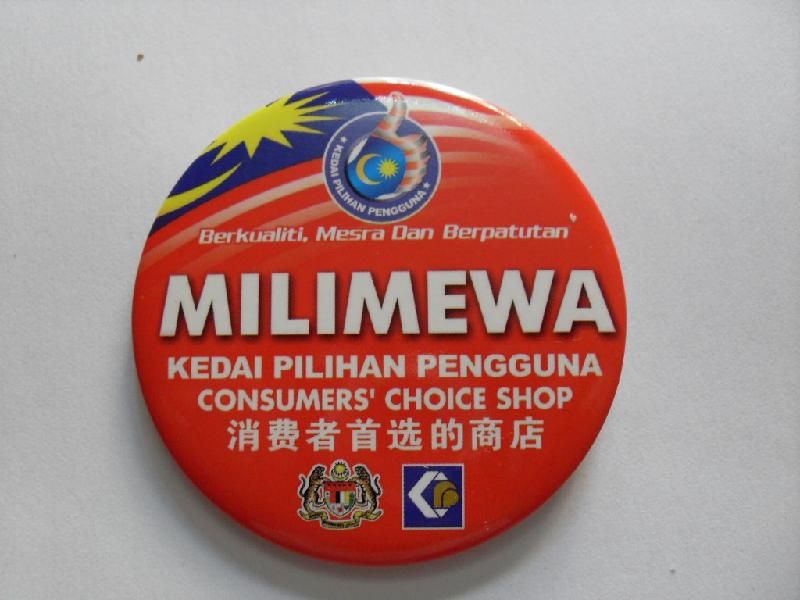 ★ KEDAI PILIHAN PENGGUNA ★
Berkualiti, Mesra Dan Berpatutan
MILIMEWA
KEDAI PILIHAN PENGGUNA
CONSUMERS' CHOICE SHOP
消费者首选的商店